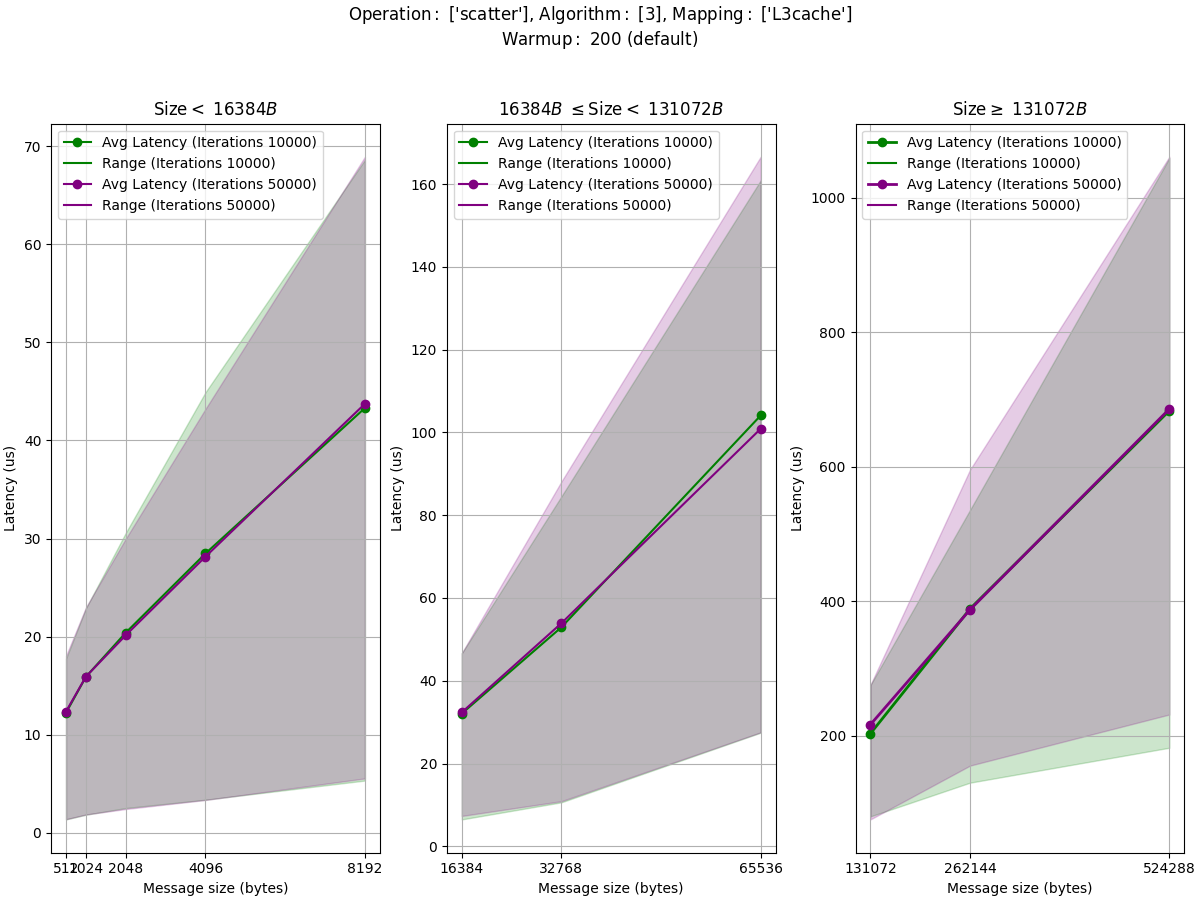 Operation : ['scatter'], Algorithm : [3], Mapping : ['L3cache']
Warmup : 200 (default)
Size < 16384B
Avg Latency (Iterations 10000)
Range (Iterations 10000)
Avg Latency (Iterations 50000)
Range (Iterations 50000)
70
60
50
40
30
20
10
0
Latency (us)
512 1024 2048 4096 8192
Message size (bytes)
16384B ≤ Size < 131072B
Avg Latency (Iterations 10000)
Range (Iterations 10000)
Avg Latency (Iterations 50000)
Range (Iterations 50000)
160
140
120
100
80
60
40
20
0
Latency (us)
16384 32768 65536
Message size (bytes)
Size ≥ 131072B
Avg Latency (Iterations 10000)
Range (Iterations 10000)
Avg Latency (Iterations 50000)
Range (Iterations 50000)
1000
800
600
400
200
Latency (us)
131072 262144 524288
Message size (bytes)